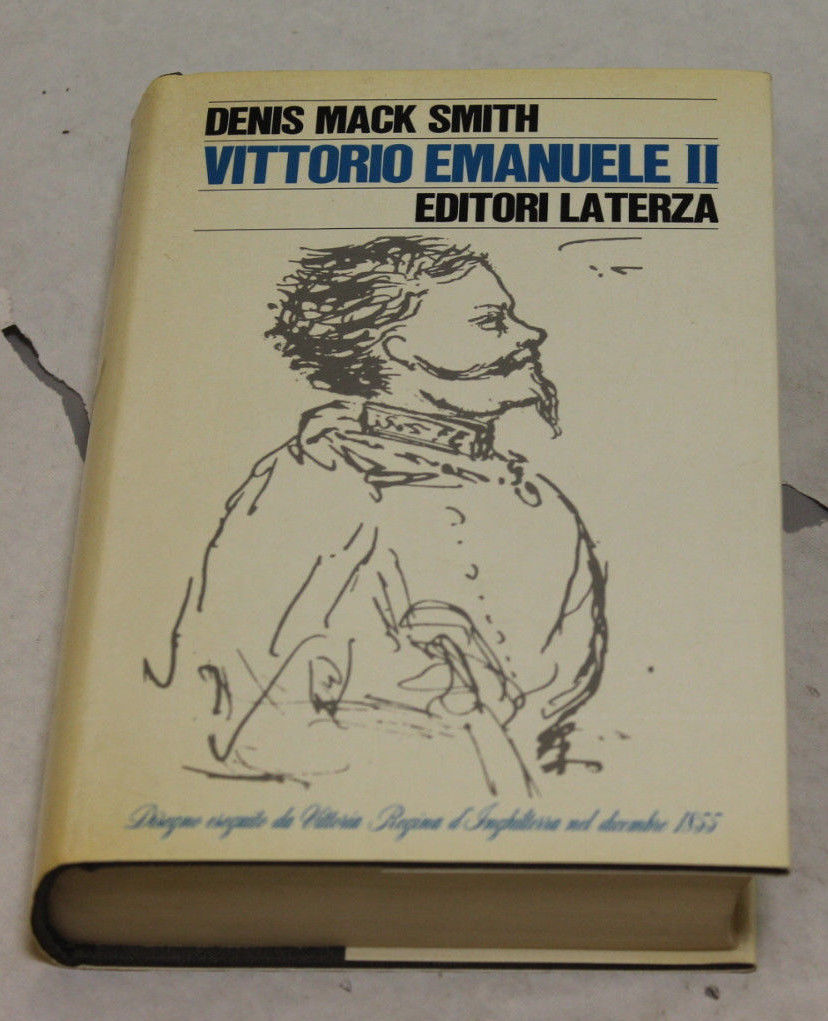 DENIS MACK SMITH
VITTORIO EMANUELE II
EDITORI LATERZA
Disegno eseguito da Vittoria Regina d'Inghilterra nel dicembre 1855